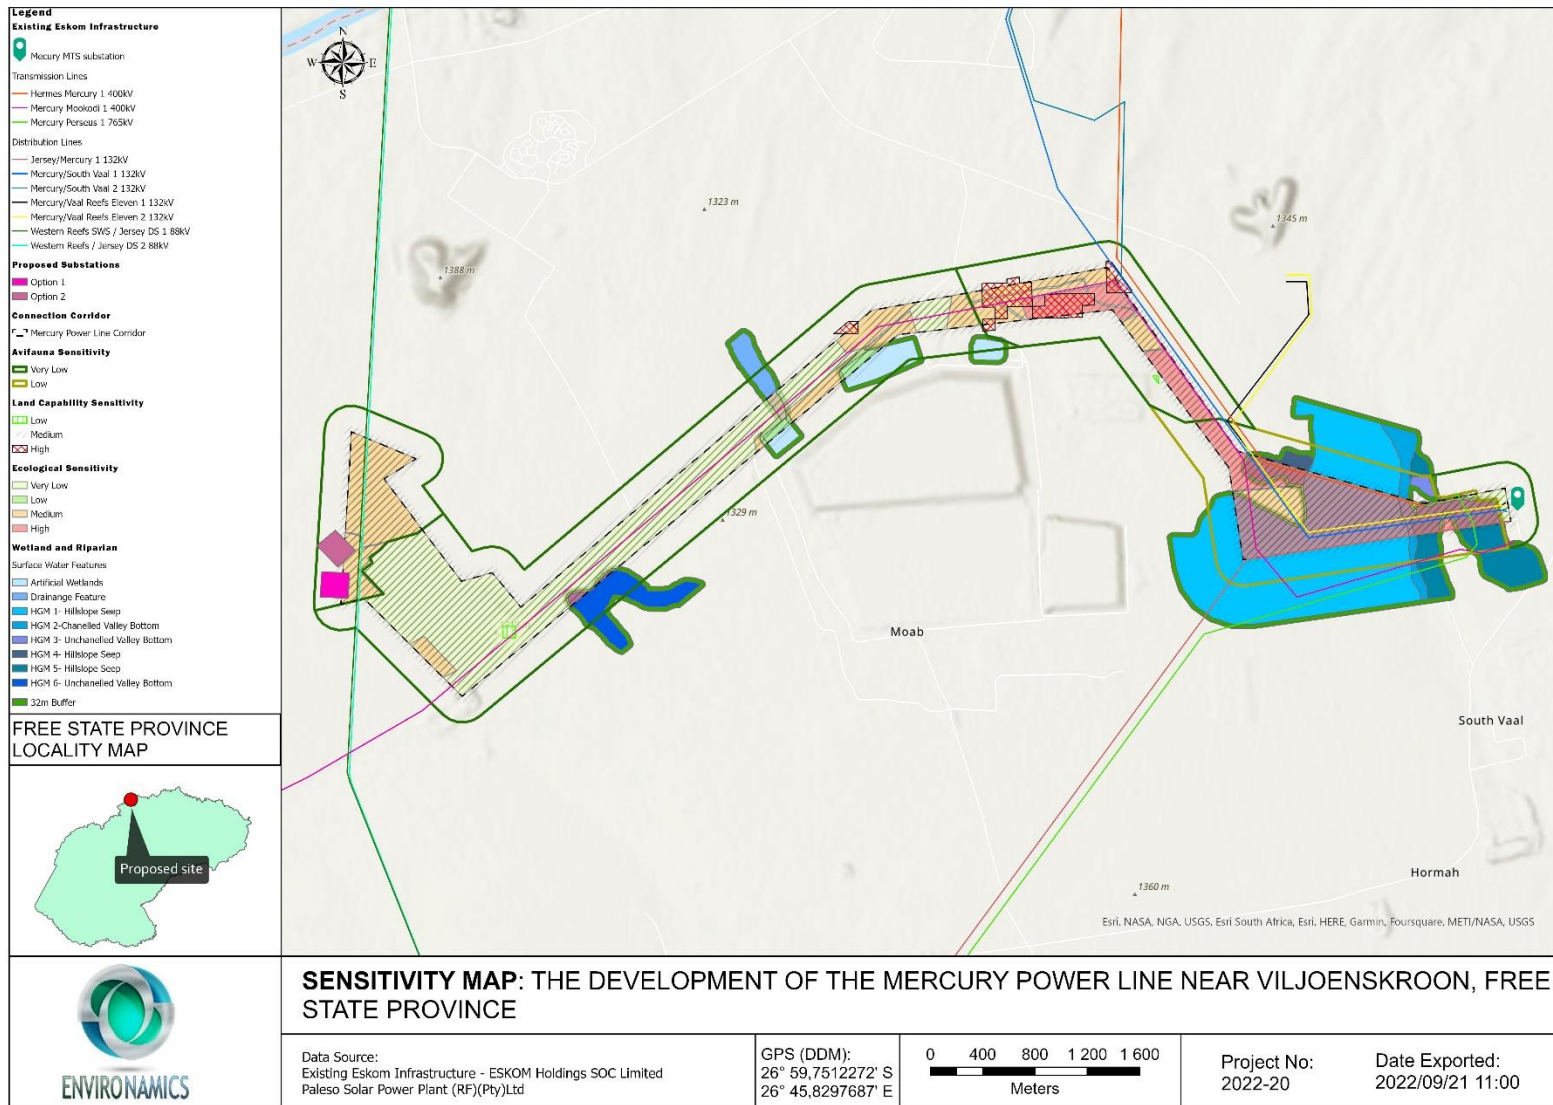 Legend
Existing Eskom Infrastructure
Mecury MTS substation
Transmission Lines
Hermes Mercury 1 400kV
Mercury Mookodi 1 400kV
Mercury Perseus 1 765kV
Distribution Lines
Jersey/Mercury 1 132kV
Mercury/South Vaal 1 132kV
Mercury/South Vaal 2 132kV
Mercury/Vaal Reefs Eleven 1 132kV
Mercury/Vaal Reefs Eleven 2 132kV
Western Reefs SWS / Jersey DS 1 88kV
Western Reefs / Jersey DS 2 88kV
Proposed Substations
Option 1
Option 2
Connection Corridor
Mercury Power Line Corridor
Avifauna Sensitivity
Very Low
Low
Land Capability Sensitivity
Low
Medium
High
Ecological Sensitivity
Very Low
Low
Medium
High
Wetland and Riparian
Surface Water Features
Artificial Wetlands
Drainange Feature
HGM 1- Hillslope Seep
HGM 2-Chanelled Valley Bottom
HGM 3- Unchanelled Valley Bottom
HGM 4- Hillslope Seep
HGM 5- Hillslope Seep
HGM 6- Unchanelled Valley Bottom
32m Buffer
FREE STATE PROVINCE
LOCALITY MAP
Proposed site
ENVIRONAMICS
N
W E
S
1323 m
1345 m
1388 m
1329 m
Moab
South Vaal
Hormah
1360 m
Esri, NASA, NGA, USGS, Esri South Africa, Esri, HERE, Garmin, Foursquare, METI/NASA, USGS
SENSITIVITY MAP: THE DEVELOPMENT OF THE MERCURY POWER LINE NEAR VILJOENSKROON, FREE
STATE PROVINCE
Data Source:
Existing Eskom Infrastructure - ESKOM Holdings SOC Limited
Paleso Solar Power Plant (RF)(Pty)Ltd
GPS (DDM):
26° 59,7512272' S
26° 45,8297687' E
0 400 800 1 200 1 600
Meters
Project No:
2022-20
Date Exported:
2022/09/21 11:00